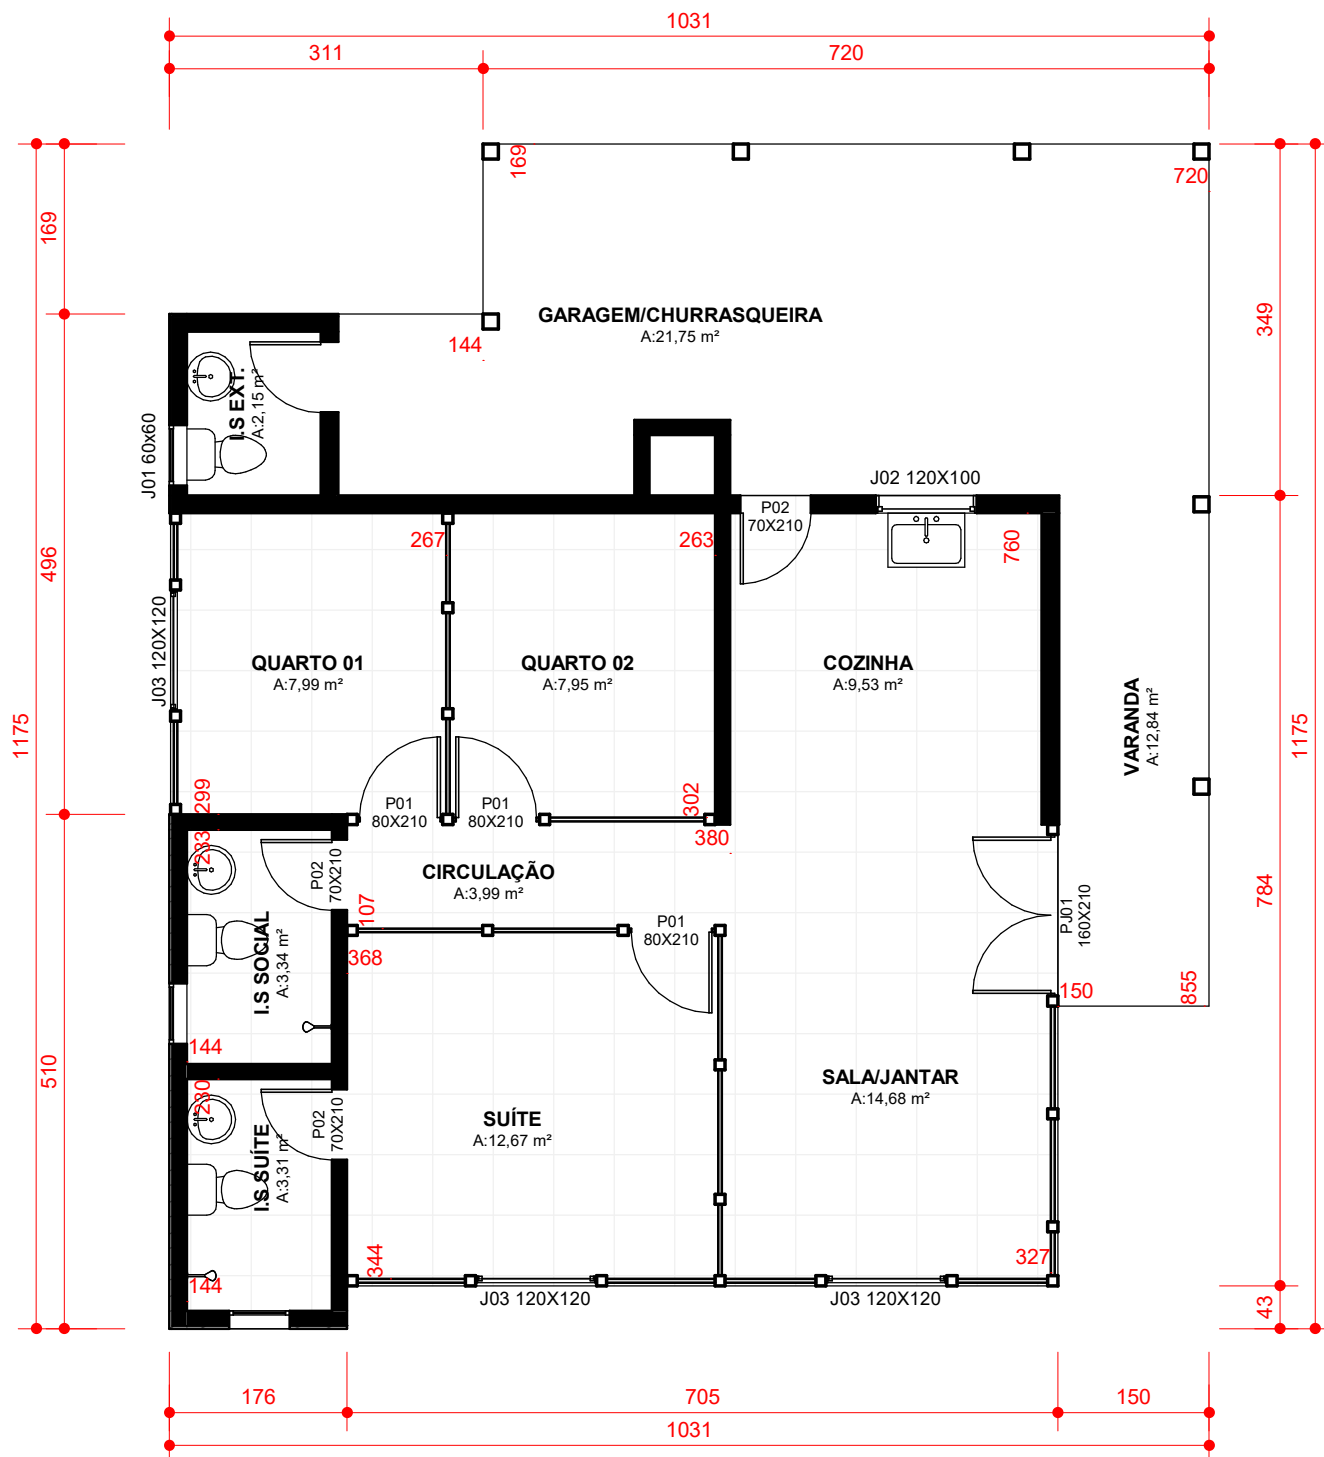 1031
311
720
169
720
169
349
GARAGEM/CHURRASQUEIRA
A:21,75 m²
144
I.S EXT.
A:2,15 m²
J01 60x60
J02 120X100
P02
70X210
267
263
760
496
J03 120X120
QUARTO 01
A:7,99 m²
QUARTO 02
A:7,95 m²
COZINHA
A:9,53 m²
VARANDA
A:12,84 m²
1175
1175
299
P01
80X210
P01
80X210
302
380
233
P02
70X210
CIRCULAÇÃO
A:3,99 m²
107
P01
80X210
PJ01
160X210
784
368
I.S SOCIAL
A:3,34 m²
150
855
144
510
230
P02
70X210
SALA/JANTAR
A:14,68 m²
SUÍTE
A:12,67 m²
I.S SUÍTE
A:3,31 m²
344
327
144
J03 120X120
J03 120X120
43
176
705
150
1031